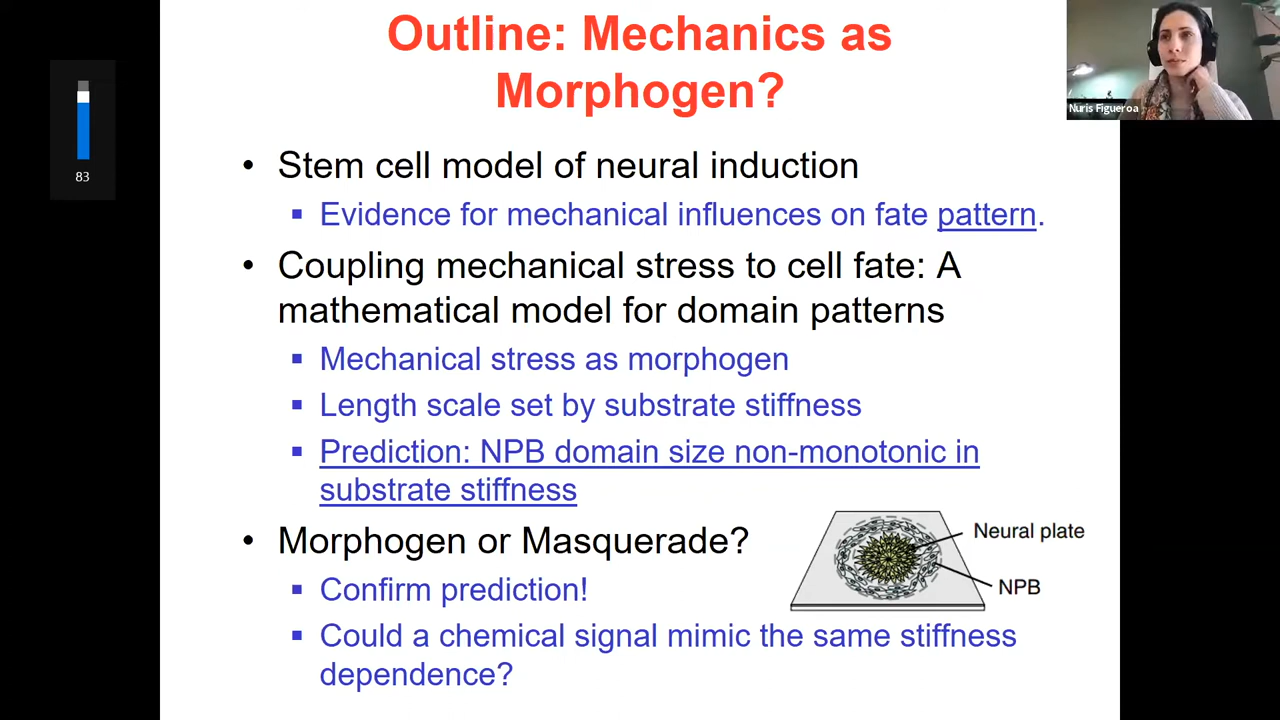 Outline: Mechanics as
Morphogen?
Nuris Figueroa
83
• Stem cell model of neural induction
▪ Evidence for mechanical influences on fate pattern.
• Coupling mechanical stress to cell fate: A
mathematical model for domain patterns
▪ Mechanical stress as morphogen
▪ Length scale set by substrate stiffness
▪ Prediction: NPB domain size non-monotonic in
substrate stiffness
• Morphogen or Masquerade?
▪ Confirm prediction!
▪ Could a chemical signal mimic the same stiffness
dependence?
Neural plate
NPB